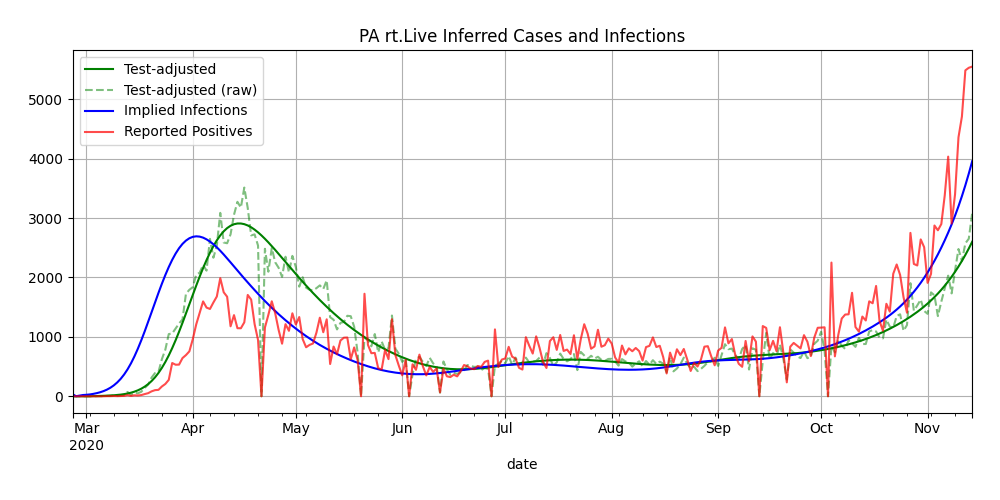 PA rt.Live Inferred Cases and Infections
Test-adjusted
Test-adjusted (raw)
Implied Infections
Reported Positives
5000
4000
3000
2000
1000
0
Mar Apr May Jun Jul Aug Sep Oct Nov
2020
date